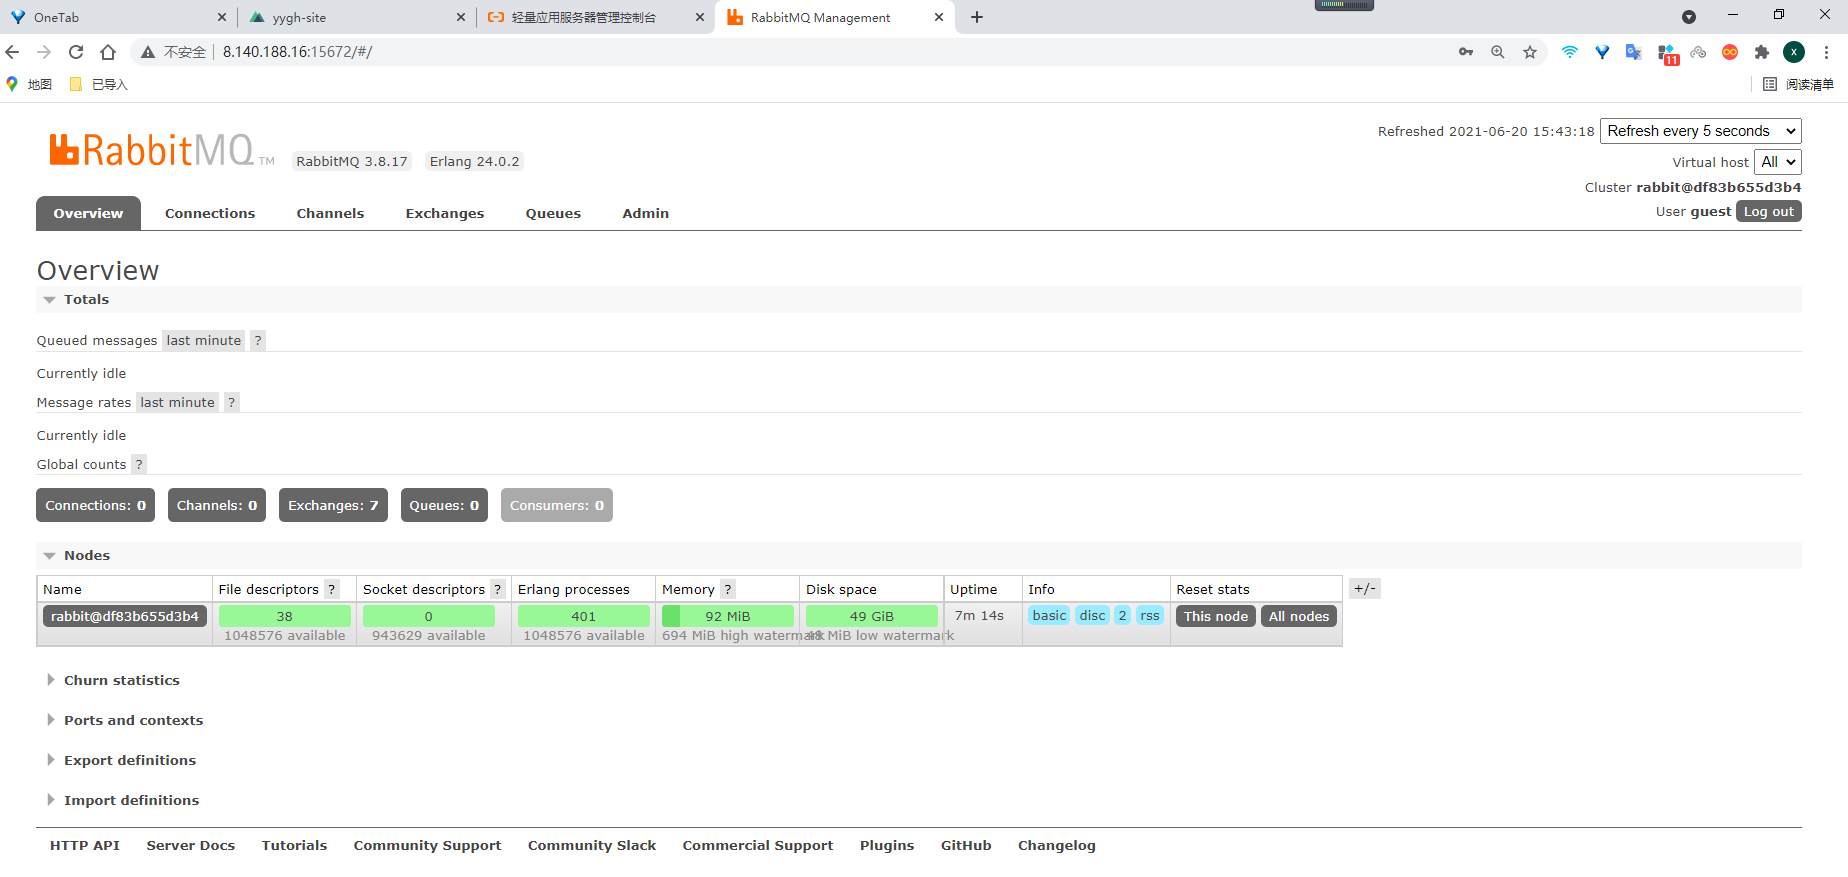 OneTab
yygh-site
轻量应用服务器管理控制台
RabbitMQ Management
不安全 8.140.188.16:15672/#/
11
X
地图 已导入 阅读清单
RabbitMQ TM RabbitMQ 3.8.17 Erlang 24.0.2
Refreshed 2021-06-20 15:43:18 Refresh every 5 seconds
Virtual host All
Cluster rabbit@df83b655d3b4
User guest Log out
Overview Connections Channels Exchanges Queues Admin
Overview
Totals
Queued messages last minute ?
Currently idle
Message rates last minute ?
Currently idle
Global counts ?
Connections: 0 Channels: 0 Exchanges: 7 Queues: 0 Consumers: 0
Nodes
Name File descriptors ? Socket descriptors ? Erlang processes Memory ? Disk space Uptime Info Reset stats +/-
rabbit@df83b655d3b4 38 0 401 92 MiB 49 GiB 7m 14s basic disc 2 rss This node All nodes
1048576 available 943629 available 1048576 available 694 MiB high watermark 48 MiB low watermark
Churn statistics
Ports and contexts
Export definitions
Import definitions
HTTP API Server Docs Tutorials Community Support Community Slack Commercial Support Plugins GitHub Changelog